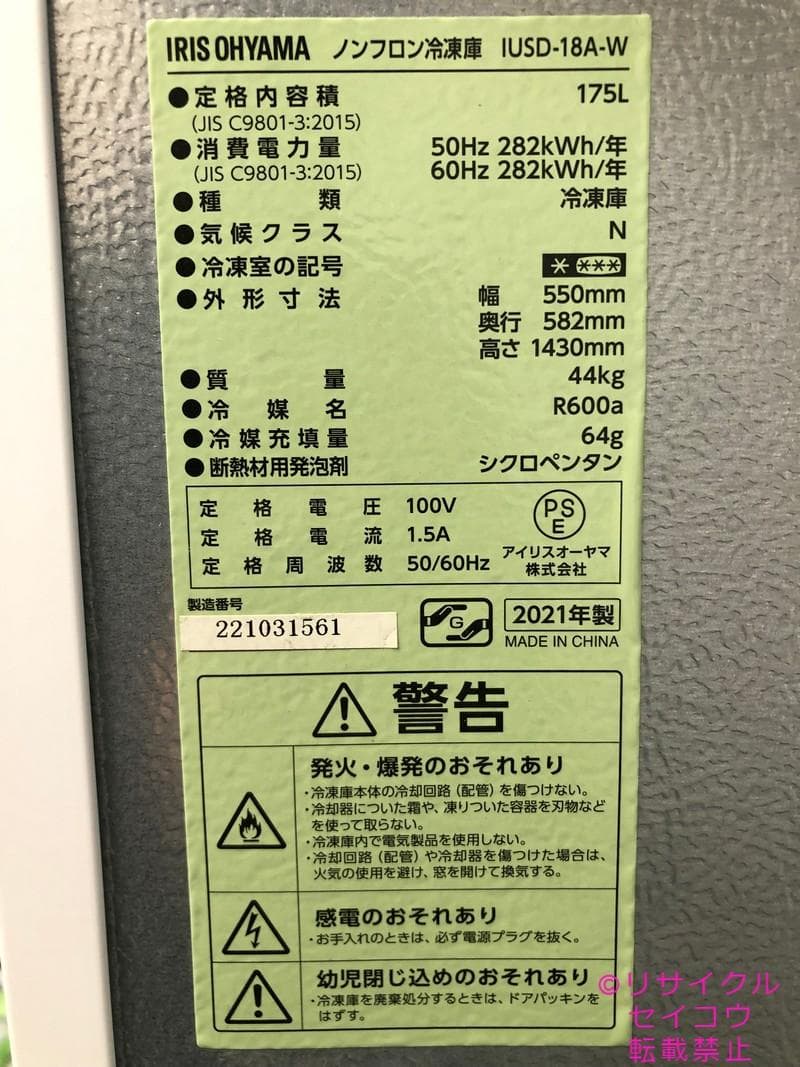 IRIS OHYAMA ノンフロン冷凍庫 IUSD-18A-W
●定格内容積 175L
(JIS C9801-3:2015)
●消費電力量 50Hz 282kWh/年
(JIS C9801-3:2015) 60Hz 282kWh/年
●種類 冷凍庫
●気候クラス N
●冷凍室の記号 * ***
●外形寸法 幅 550mm
奥行 582mm
高さ 1430mm
●質量 44kg
●冷媒名 R600a
●冷媒充填量 64g
●断熱材用発泡剤 シクロペンタン
定格電圧 100V
定格電流 1.5A
定格周波数 50/60Hz
PS
E
アイリスオーヤマ
株式会社
製造番号
221031561
G
2021年製
MADE IN CHINA
警告
発火・爆発のおそれあり
・冷凍庫本体の冷却回路（配管）を傷つけない。
・冷却器についた霜や、凍りついた容器を刃物など
を使って取らない。
・冷凍庫内で電気製品を使用しない。
・冷却回路（配管）や冷却器を傷つけた場合は、
火気の使用を避け、窓を開けて換気する。
感電のおそれあり
・お手入れのときは、必ず電源プラグを抜く。
幼児閉じ込めのおそれあり
・冷凍庫を廃棄処分するときは、ドアパッキンを
はずす。
©リサイクル
セイコウ
転載禁止